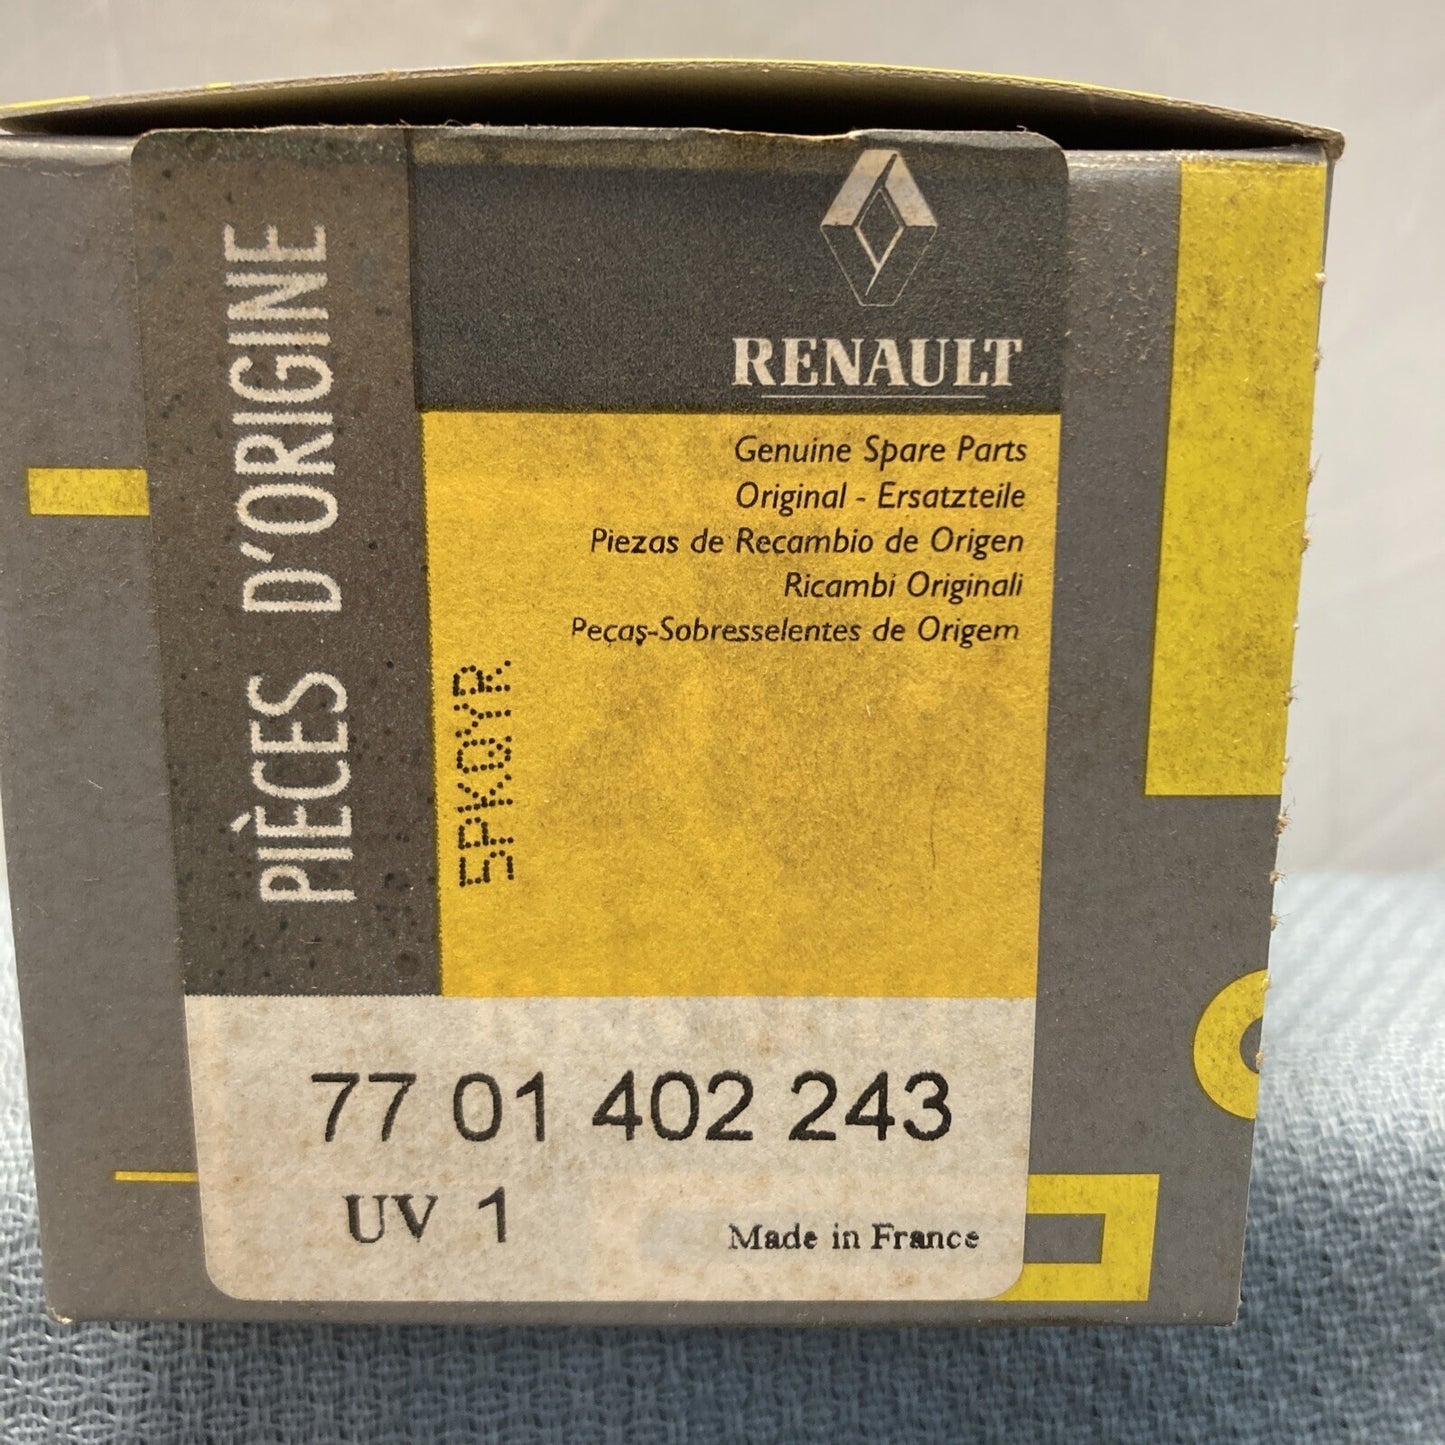 PIÈCES D'ORIGINE
RENAULT
Genuine Spare Parts
Original - Ersatzteile
Piezas de Recambio de Origen
Ricambi Originali
Peças-Sobresselentes de Origem
5PKQYR
77 01 402 243
UV 1
Made in France